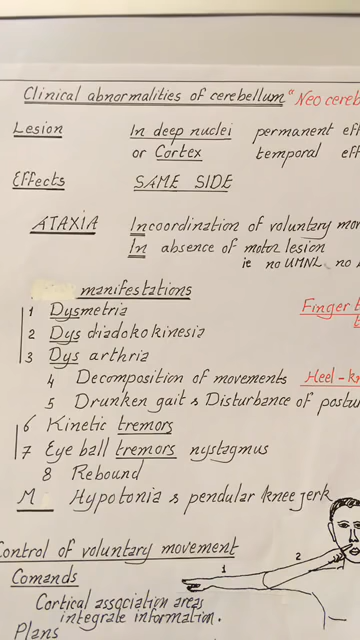 Clinical abnormalities of cerebellum "Neo cereb
Lesion In deep nuclei permanent eff
or Cortex temporal eff
Effects SAME SIDE
ATAXIA Incoordination of voluntary mov
In absence of motor lesion
ie no UMNL, no
manifestations
1 Dysmetria Finger t
2 Dys diadokokinesia
3 Dys arthria
4 Decomposition of movements Heel-kn
5 Drunken gait & Disturbance of postu
6 Kinetic tremors
7 Eye ball tremors nystagmus
8 Rebound
M Hypotonia & pendular knee jerk
Control of voluntary movement
1 2
Comands
Cortical association areas
integrate information.
Plans